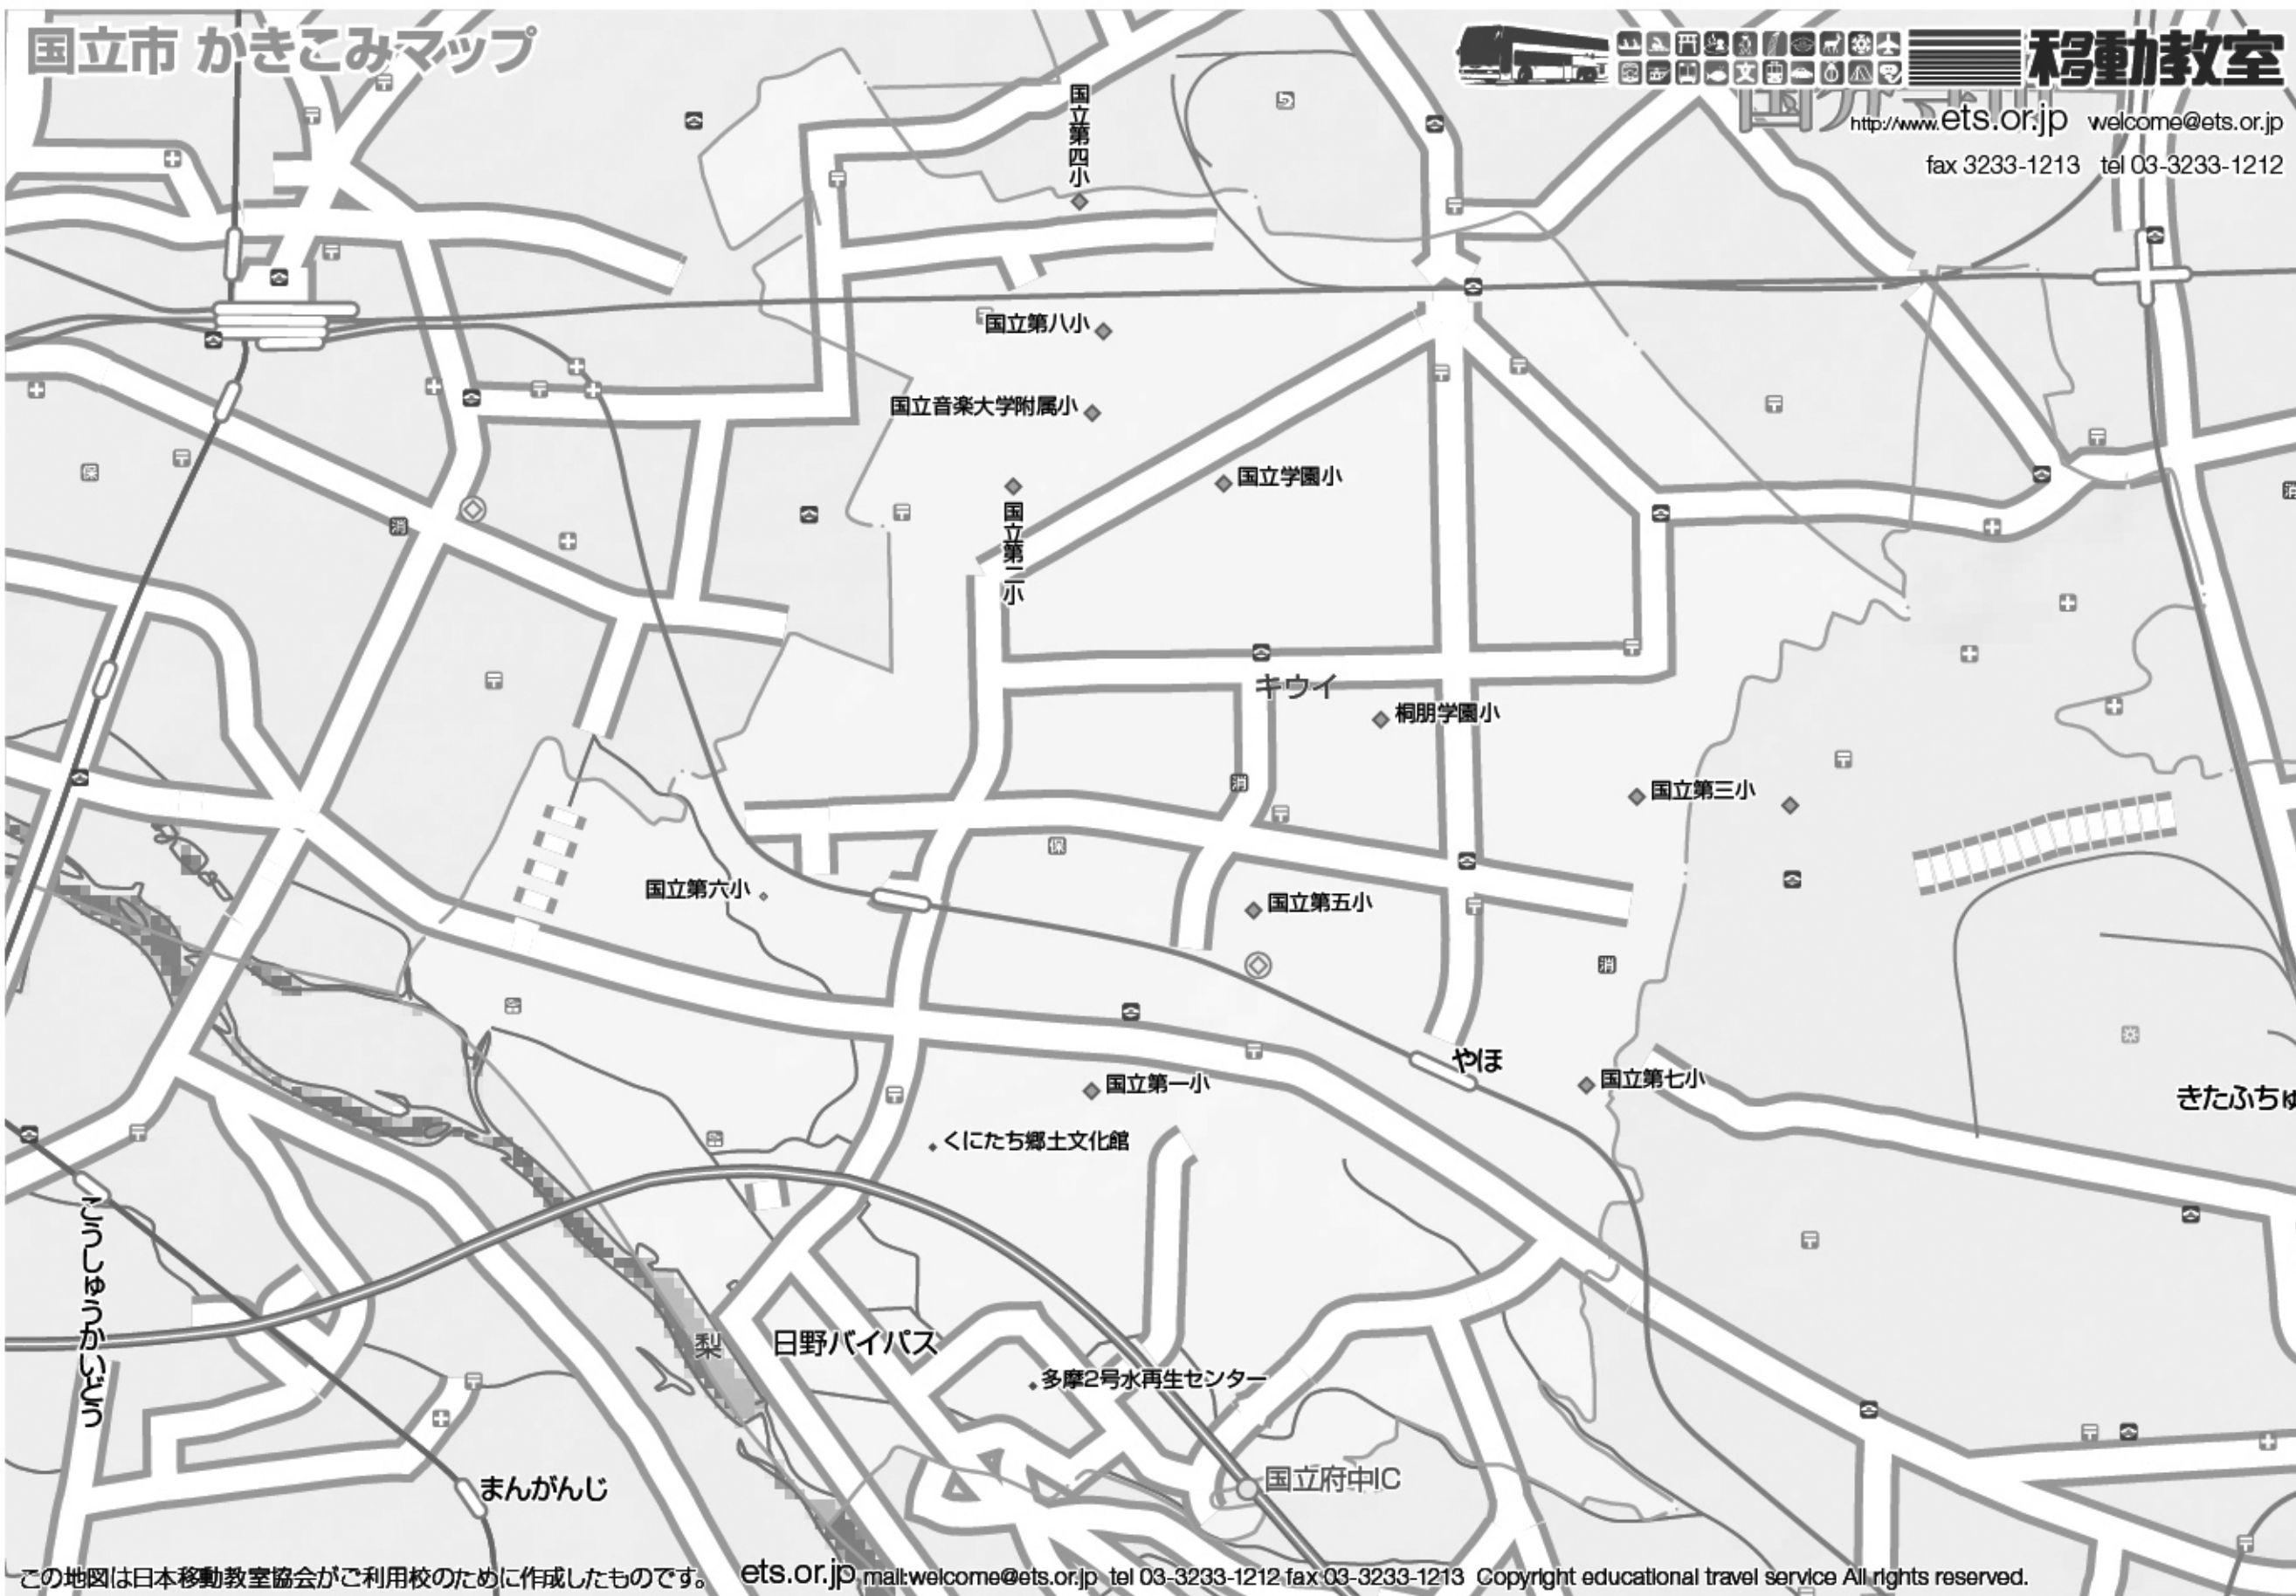 国立市 かきこみマップ
移動教室
http://www.ets.or.jp welcome@ets.or.jp
fax 3233-1213 tel 03-3233-1212
国立第四小
国立第八小
国立音楽大学附属小
国立学園小
国立第二小
キウイ
桐朋学園小
国立第三小
国立第六小
国立第五小
やほ
国立第七小
国立第一小
きたふちゅ
くにたち郷土文化館
こうしゅうかいどう
梨
日野バイパス
多摩2号水再生センター
国立府中IC
まんがんじ
この地図は日本移動教室協会がご利用校のために作成したものです。 ets.or.jp mail:welcome@ets.or.jp tel 03-3233-1212 fax 03-3233-1213 Copyright educational travel service All rights reserved.